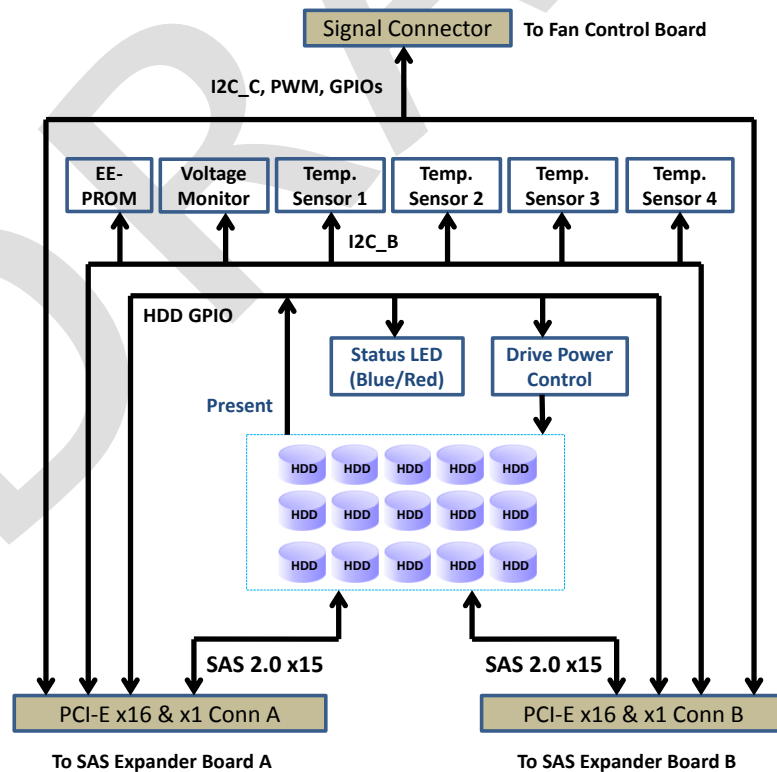 Signal Connector
To Fan Control Board
I2C_C, PWM, GPIOs
EE-
PROM
Voltage
Monitor
Temp.
Sensor 1
Temp.
Sensor 2
Temp.
Sensor 3
Temp.
Sensor 4
I2C_B
HDD GPIO
Status LED
(Blue/Red)
Drive Power
Control
Present
HDD HDD HDD HDD HDD
HDD HDD HDD HDD HDD
HDD HDD HDD HDD HDD
SAS 2.0 x15
SAS 2.0 x15
PCI-E x16 & x1 Conn A
PCI-E x16 & x1 Conn B
To SAS Expander Board A
To SAS Expander Board B